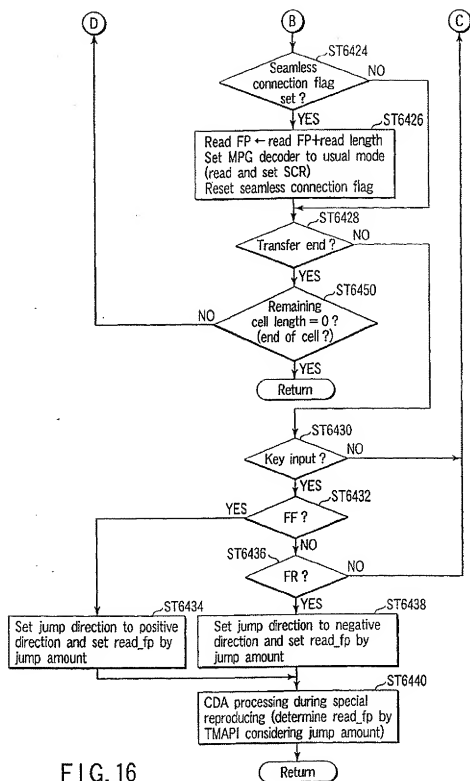 D
B
C
ST6424
Seamless
connection flag
set ?
NO
YES
ST6426
Read FP ← read FP+read length
Set MPG decoder to usual mode
(read and set SCR)
Reset seamless connection flag
ST6428
Transfer end ?
NO
YES
ST6450
NO
Remaining
cell length = 0 ?
(end of cell ?)
YES
Return
ST6430
Key input ?
NO
YES
ST6432
YES
FF ?
NO
ST6436
FR ?
NO
YES
ST6434
Set jump direction to positive
direction and set read_fp by
jump amount
ST6438
Set jump direction to negative
direction and set read_fp by
jump amount
ST6440
CDA processing during special
reproducing (determine read_fp by
TMAPI considering jump amount)
Return
FIG. 16